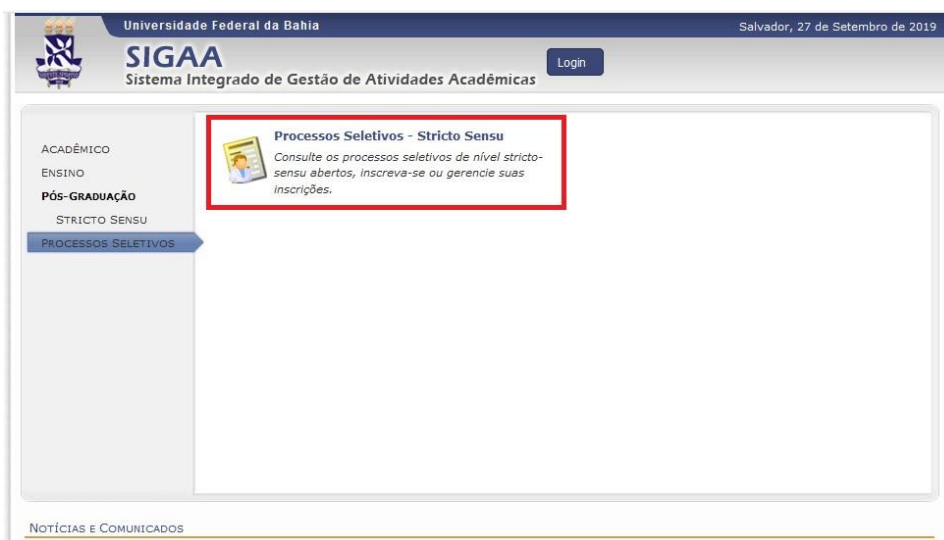 Universidade Federal da Bahia
Salvador, 27 de Setembro de 2019
SIGAA
Sistema Integrado de Gestão de Atividades Acadêmicas
Login
ACADÊMICO
ENSINO
PÓS-GRADUAÇÃO
STRICTO SENSU
PROCESSOS SELETIVOS
Processos Seletivos - Stricto Sensu
Consulte os processos seletivos de nível stricto-
sensu abertos, inscreva-se ou gerencie suas
inscrições.
NOTÍCIAS E COMUNICADOS